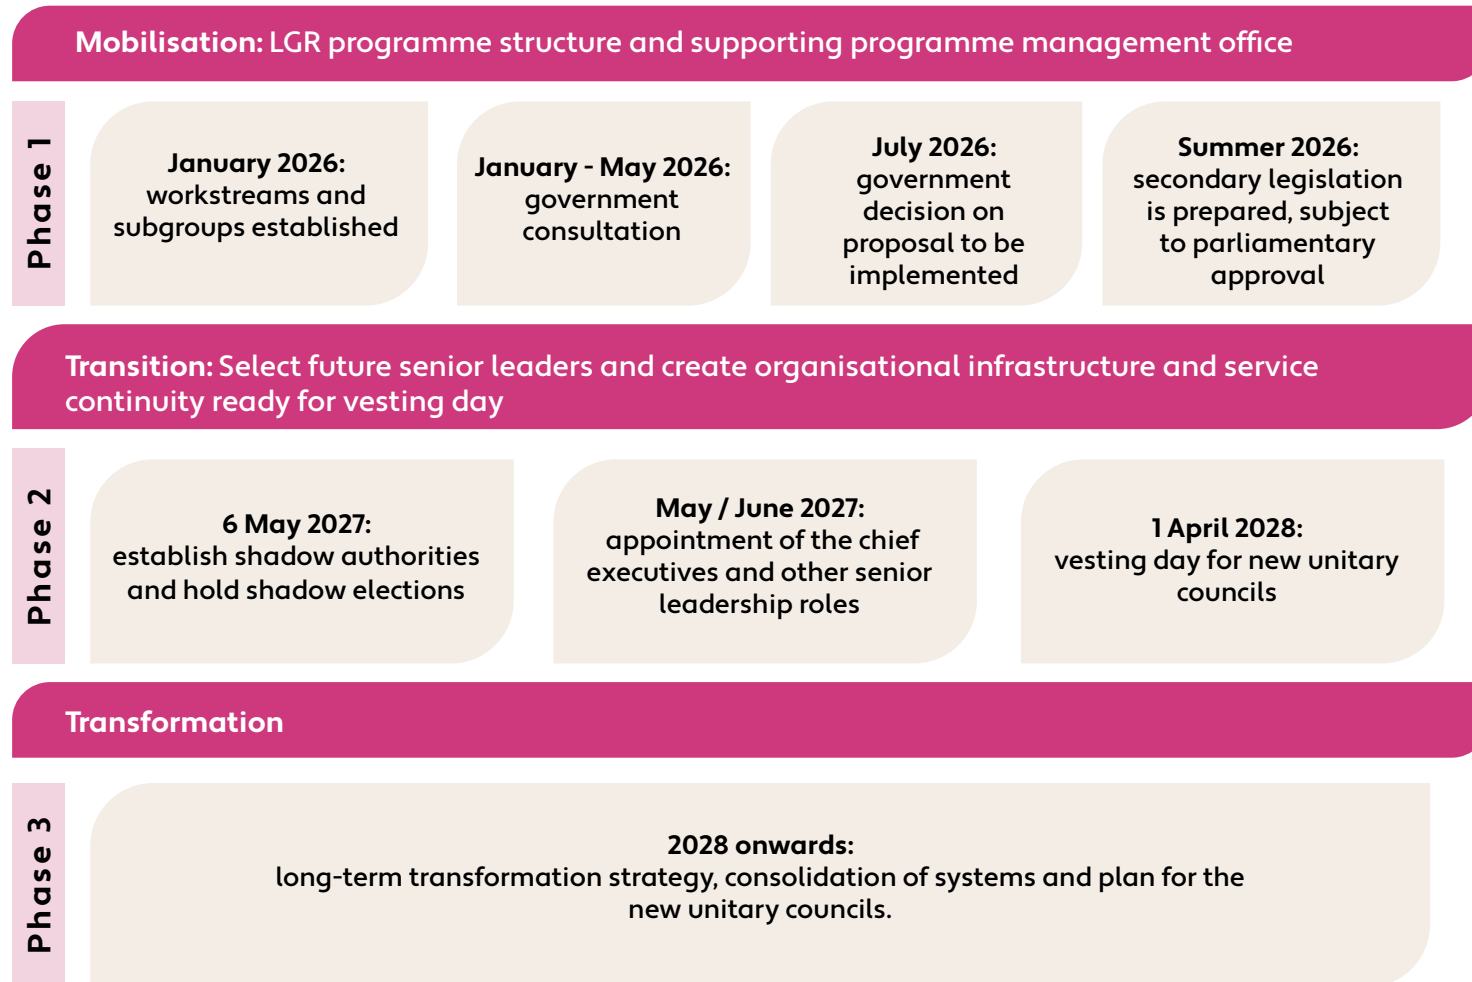 Mobilisation: LGR programme structure and supporting programme management office
Phase 1
January 2026:
workstreams and
subgroups established
January - May 2026:
government
consultation
July 2026:
government
decision on
proposal to be
implemented
Summer 2026:
secondary legislation
is prepared, subject
to parliamentary
approval
Transition: Select future senior leaders and create organisational infrastructure and service
continuity ready for vesting day
Phase 2
6 May 2027:
establish shadow authorities
and hold shadow elections
May / June 2027:
appointment of the chief
executives and other senior
leadership roles
1 April 2028:
vesting day for new unitary
councils
Transformation
Phase 3
2028 onwards:
long-term transformation strategy, consolidation of systems and plan for the
new unitary councils.